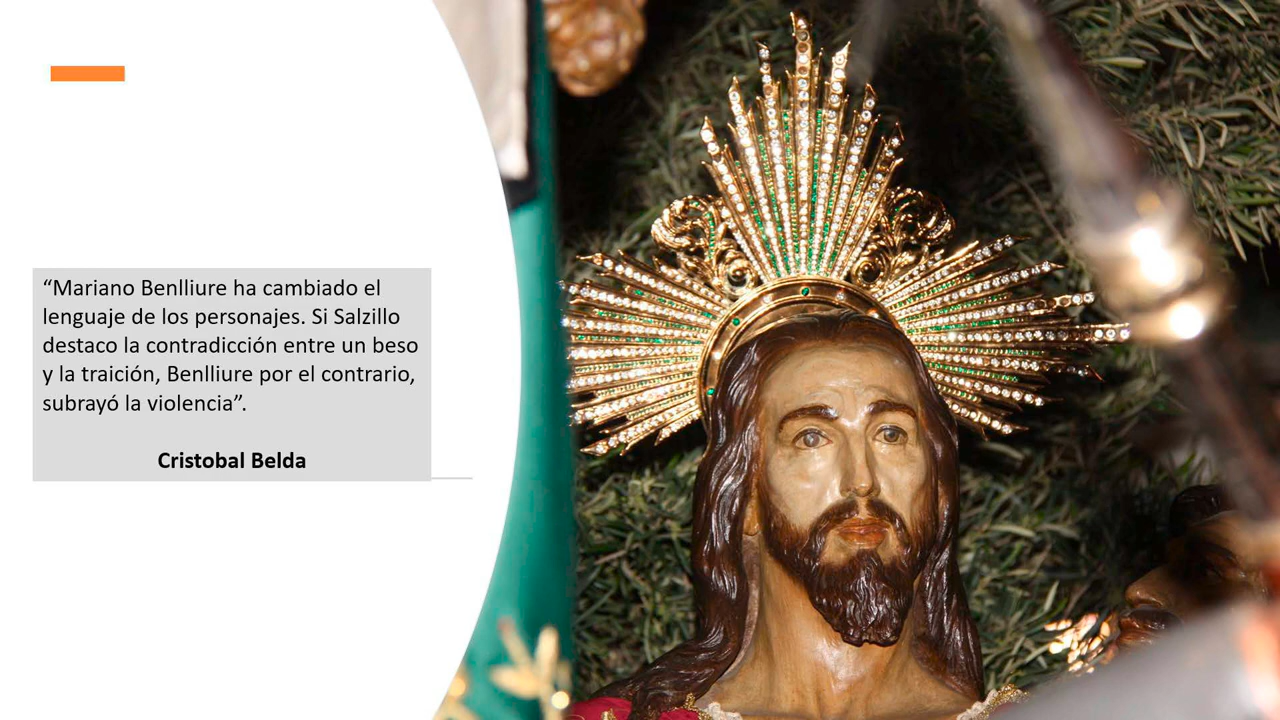 “Mariano Benlliure ha cambiado el
lenguaje de los personajes. Si Salzillo
destaco la contradicción entre un beso
y la traición, Benlliure por el contrario,
subrayó la violencia”.
Cristobal Belda